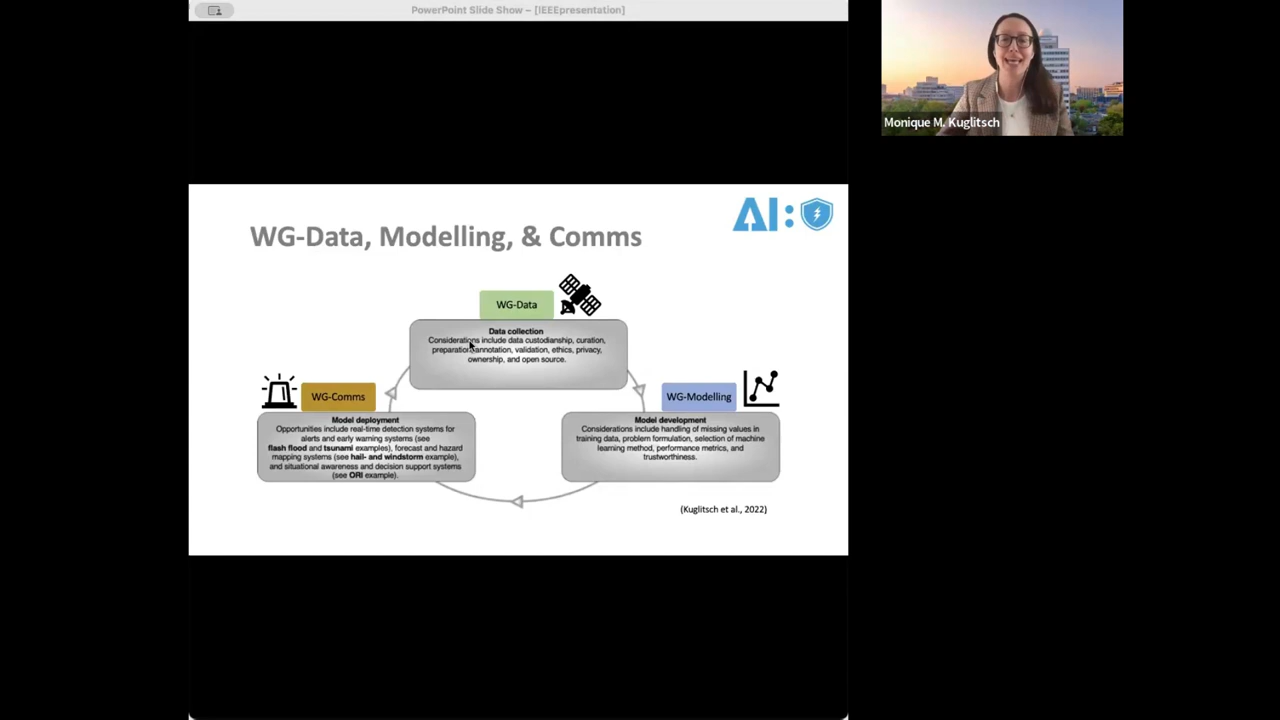 PowerPoint Slide Show – [IEEEpresentation]
Monique M. Kuglitsch
AI:
WG-Data, Modelling, & Comms
WG-Data
Data collection
Considerations include data custodianship, curation,
preparation, annotation, validation, ethics, privacy,
ownership, and open source.
WG-Comms
Model deployment
Opportunities include real-time detection systems for
alerts and early warning systems (see
flash flood and tsunami examples), forecast and hazard
mapping systems (see hail- and windstorm example),
and situational awareness and decision support systems
(see ORI example).
WG-Modelling
Model development
Considerations include handling of missing values in
training data, problem formulation, selection of machine
learning method, performance metrics, and
trustworthiness.
(Kuglitsch et al., 2022)